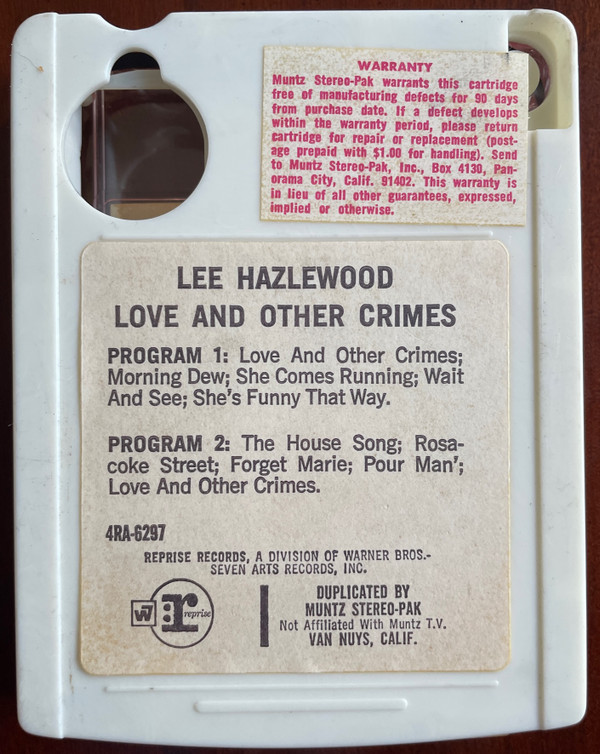 WARRANTY
Muntz Stereo-Pak warrants this cartridge
free of manufacturing defects for 90 days
from purchase date. If a defect develops
within the warranty period, please return
cartridge for repair or replacement (post-
age prepaid with $1.00 for handling). Send
to Muntz Stereo-Pak, Inc., Box 4130, Pan-
orama City, Calif. 91402. This warranty is
in lieu of all other guarantees, expressed,
implied or otherwise.
LEE HAZLEWOOD
LOVE AND OTHER CRIMES
PROGRAM 1: Love And Other Crimes;
Morning Dew; She Comes Running; Wait
And See; She's Funny That Way.
PROGRAM 2: The House Song; Rosa-
coke Street; Forget Marie; Pour Man';
Love And Other Crimes.
4RA-6297
REPRISE RECORDS, A DIVISION OF WARNER BROS.-
SEVEN ARTS RECORDS, INC.
W7 r reprise
DUPLICATED BY
MUNTZ STEREO-PAK
Not Affiliated With Muntz T.V.
VAN NUYS, CALIF.